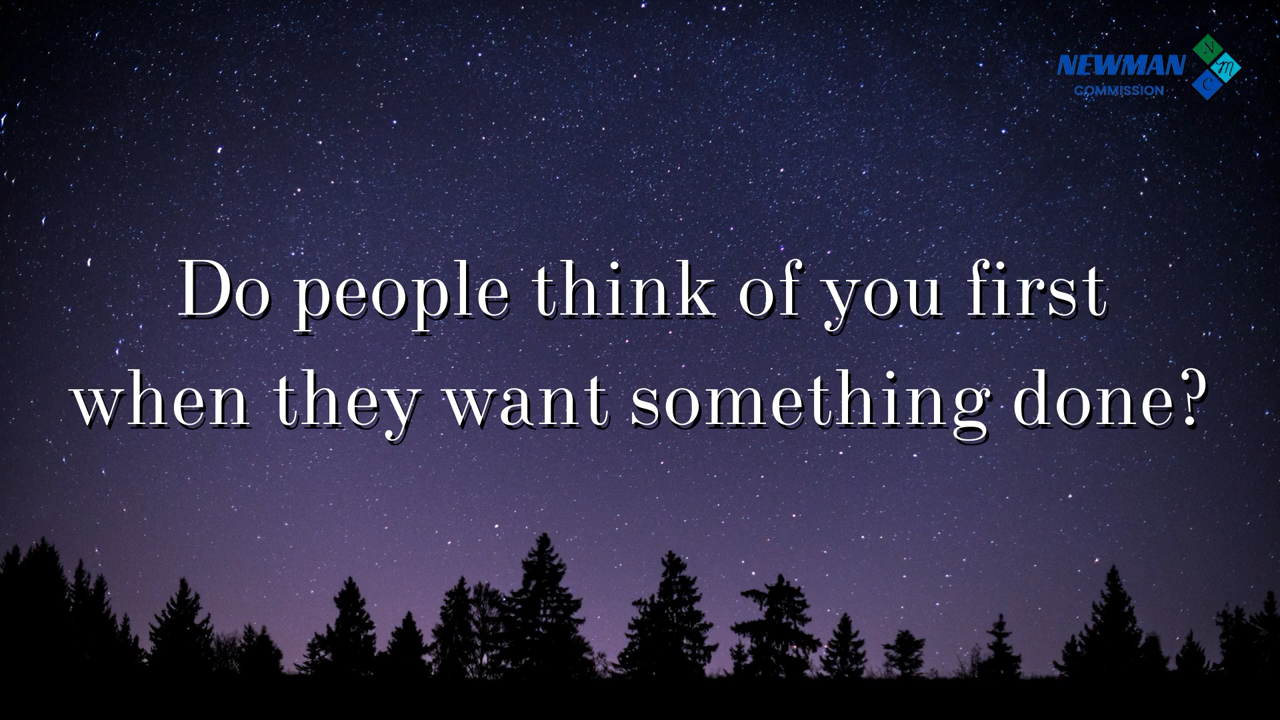 NEWMAN
COMMISSION
N
M
C
Do people think of you first
when they want something done?